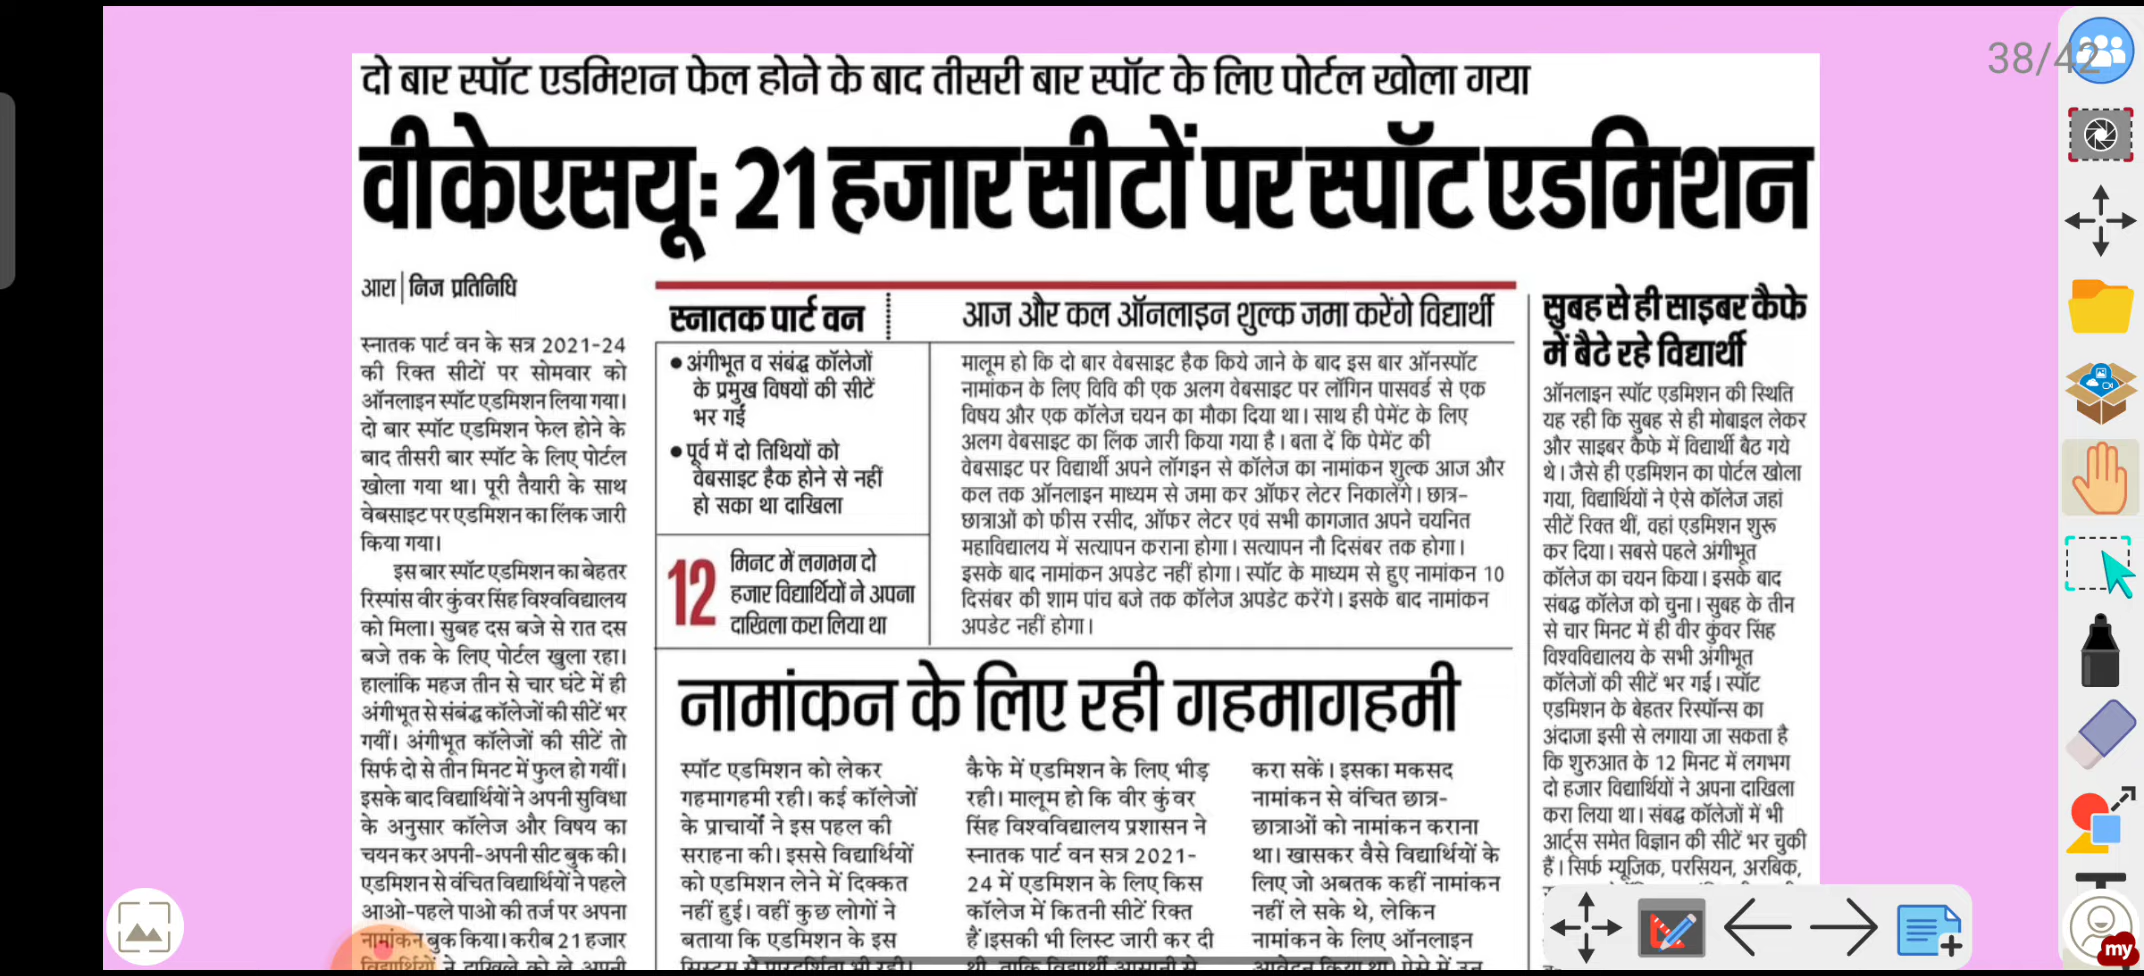 38/42
दो बार स्पॉट एडमिशन फेल होने के बाद तीसरी बार स्पॉट के लिए पोर्टल खोला गया
वीकेएसयू: 21 हजार सीटों पर स्पॉट एडमिशन
आरा | निज प्रतिनिधि
स्नातक पार्ट वन के सत्र 2021-24
की रिक्त सीटों पर सोमवार को
ऑनलाइन स्पॉट एडमिशन लिया गया।
दो बार स्पॉट एडमिशन फेल होने के
बाद तीसरी बार स्पॉट के लिए पोर्टल
खोला गया था। पूरी तैयारी के साथ
वेबसाइट पर एडमिशन का लिंक जारी
किया गया।
इस बार स्पॉट एडमिशन का बेहतर
रिस्पांस वीर कुंवर सिंह विश्वविद्यालय
को मिला। सुबह दस बजे से रात दस
बजे तक के लिए पोर्टल खुला रहा।
हालांकि महज तीन से चार घंटे में ही
अंगीभूत से संबंद्ध कॉलेजों की सीटें भर
गयीं। अंगीभूत कॉलेजों की सीटें तो
सिर्फ दो से तीन मिनट में फुल हो गयीं।
इसके बाद विद्यार्थियों ने अपनी सुविधा
के अनुसार कॉलेज और विषय का
चयन कर अपनी-अपनी सीट बुक की।
एडमिशन से वंचित विद्यार्थियों ने पहले
आओ-पहले पाओ की तर्ज पर अपना
नामांकन बुक किया। करीब 21 हजार
विद्यार्थियों ने दाखिले को ले अपनी
स्नातक पार्ट वन
● अंगीभूत व संबंद्ध कॉलेजों
के प्रमुख विषयों की सीटें
भर गईं
● पूर्व में दो तिथियों को
वेबसाइट हैक होने से नहीं
हो सका था दाखिला
12 मिनट में लगभग दो
हजार विद्यार्थियों ने अपना
दाखिला करा लिया था
आज और कल ऑनलाइन शुल्क जमा करेंगे विद्यार्थी
मालूम हो कि दो बार वेबसाइट हैक किये जाने के बाद इस बार ऑनस्पॉट
नामांकन के लिए विवि की एक अलग वेबसाइट पर लॉगिन पासवर्ड से एक
विषय और एक कॉलेज चयन का मौका दिया था। साथ ही पेमेंट के लिए
अलग वेबसाइट का लिंक जारी किया गया है। बता दें कि पेमेंट की
वेबसाइट पर विद्यार्थी अपने लॉगइन से कॉलेज का नामांकन शुल्क आज और
कल तक ऑनलाइन माध्यम से जमा कर ऑफर लेटर निकालेंगे। छात्र-
छात्राओं को फीस रसीद, ऑफर लेटर एवं सभी कागजात अपने चयनित
महाविद्यालय में सत्यापन कराना होगा। सत्यापन नौ दिसंबर तक होगा।
इसके बाद नामांकन अपडेट नहीं होगा। स्पॉट के माध्यम से हुए नामांकन 10
दिसंबर की शाम पांच बजे तक कॉलेज अपडेट करेंगे। इसके बाद नामांकन
अपडेट नहीं होगा।
नामांकन के लिए रही गहमागहमी
स्पॉट एडमिशन को लेकर
गहमागहमी रही। कई कॉलेजों
के प्राचार्यों ने इस पहल की
सराहना की। इससे विद्यार्थियों
को एडमिशन लेने में दिक्कत
नहीं हुई। वहीं कुछ लोगों ने
बताया कि एडमिशन के इस
सिस्टम से पारदर्शिता भी रही।
कैफे में एडमिशन के लिए भीड़
रही। मालूम हो कि वीर कुंवर
सिंह विश्वविद्यालय प्रशासन ने
स्नातक पार्ट वन सत्र 2021-
24 में एडमिशन के लिए किस
कॉलेज में कितनी सीटें रिक्त
हैं।इसकी भी लिस्ट जारी कर दी
थी, ताकि विद्यार्थी आसानी से
करा सकें। इसका मकसद
नामांकन से वंचित छात्र-
छात्राओं को नामांकन कराना
था। खासकर वैसे विद्यार्थियों के
लिए जो अबतक कहीं नामांकन
नहीं ले सके थे, लेकिन
नामांकन के लिए ऑनलाइन
आवेदन किया था। ऐसे में उन
सुबह से ही साइबर कैफे
में बैठे रहे विद्यार्थी
ऑनलाइन स्पॉट एडमिशन की स्थिति
यह रही कि सुबह से ही मोबाइल लेकर
और साइबर कैफे में विद्यार्थी बैठ गये
थे। जैसे ही एडमिशन का पोर्टल खोला
गया, विद्यार्थियों ने ऐसे कॉलेज जहां
सीटें रिक्त थीं, वहां एडमिशन शुरू
कर दिया। सबसे पहले अंगीभूत
कॉलेज का चयन किया। इसके बाद
संबद्ध कॉलेज को चुना। सुबह के तीन
से चार मिनट में ही वीर कुंवर सिंह
विश्वविद्यालय के सभी अंगीभूत
कॉलेजों की सीटें भर गईं। स्पॉट
एडमिशन के बेहतर रिस्पॉन्स का
अंदाजा इसी से लगाया जा सकता है
कि शुरुआत के 12 मिनट में लगभग
दो हजार विद्यार्थियों ने अपना दाखिला
करा लिया था। संबद्ध कॉलेजों में भी
आर्ट्स समेत विज्ञान की सीटें भर चुकी
हैं। सिर्फ म्यूजिक, परसियन, अरबिक,
my